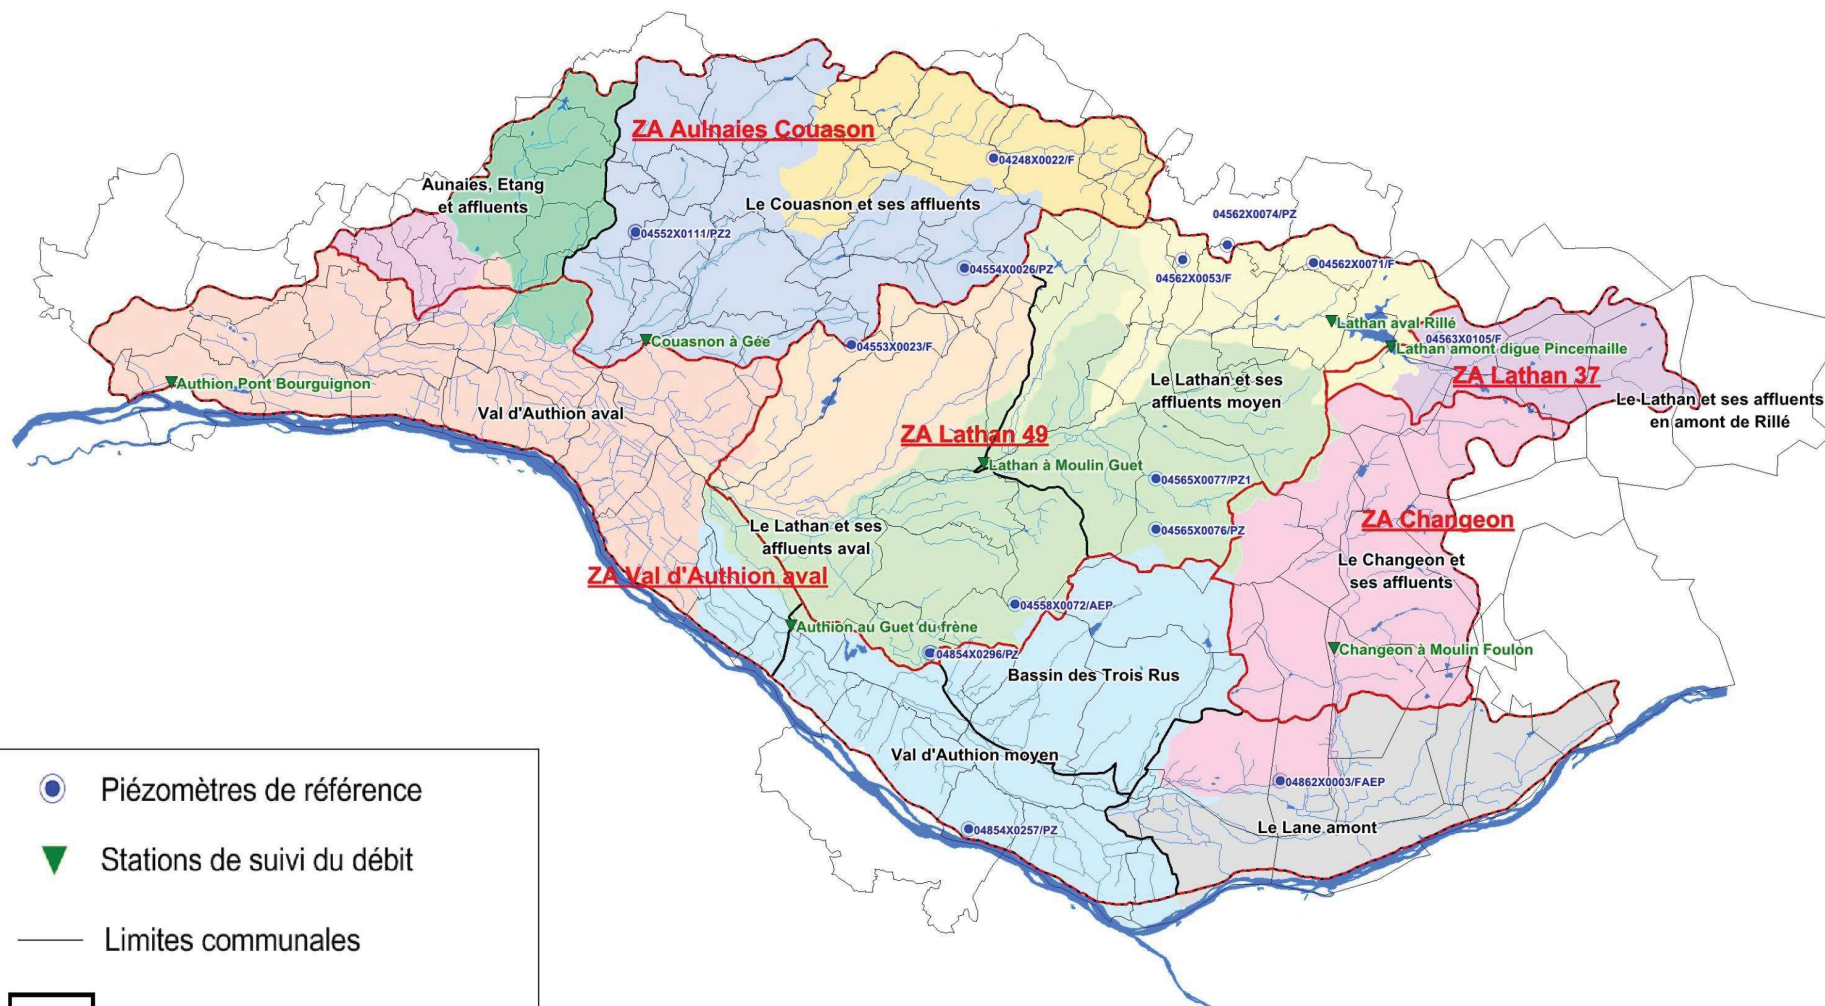 ZA Aulnaies Couason
04248X0022/F
Aunaies, Etang
et affluents
Le Couasnon et ses affluents
04552X0111/PZ2
04562X0074/PZ
04554X0026/PZ
04562X0053/F
04562X0071/F
Lathan aval Rillé
04563X0105/F
Couasnon à Gée
04553X0023/F
Lathan amont digue Pincemaille
ZA Lathan 37
Authion Pont Bourguignon
Le Lathan et ses
affluents moyen
Le Lathan et ses affluents
en amont de Rillé
Val d'Authion aval
ZA Lathan 49
Lathan à Moulin Guet
04565X0077/PZ1
ZA Changeon
Le Lathan et ses
affluents aval
04565X0076/PZ
Le Changeon et
ses affluents
ZA Val d'Authion aval
04558X0072/AEP
Authion au Guet du frène
04854X0296/PZ
Changeon à Moulin Foulon
Bassin des Trois Rus
Val d'Authion moyen
04862X0003/FAEP
04854X0257/PZ
Le Lane amont
Piézomètres de référence
Stations de suivi du débit
Limites communales